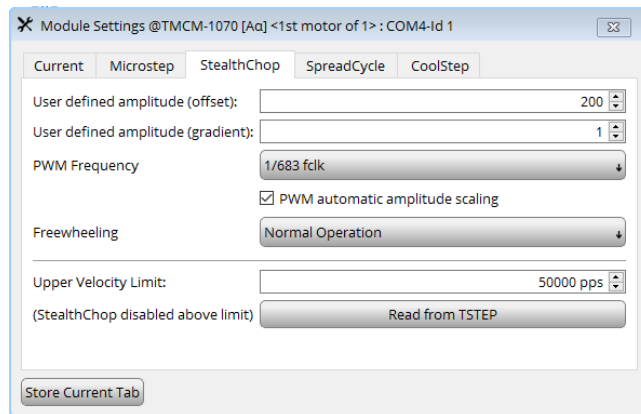 Module Settings @TMCM-1070 [Aα] <1st motor of 1> : COM4-Id 1
Current Microstep StealthChop SpreadCycle CoolStep
User defined amplitude (offset): 200
User defined amplitude (gradient): 1
PWM Frequency 1/683 fclk
PWM automatic amplitude scaling
Freewheeling Normal Operation
Upper Velocity Limit: 50000 pps
(StealthChop disabled above limit) Read from TSTEP
Store Current Tab